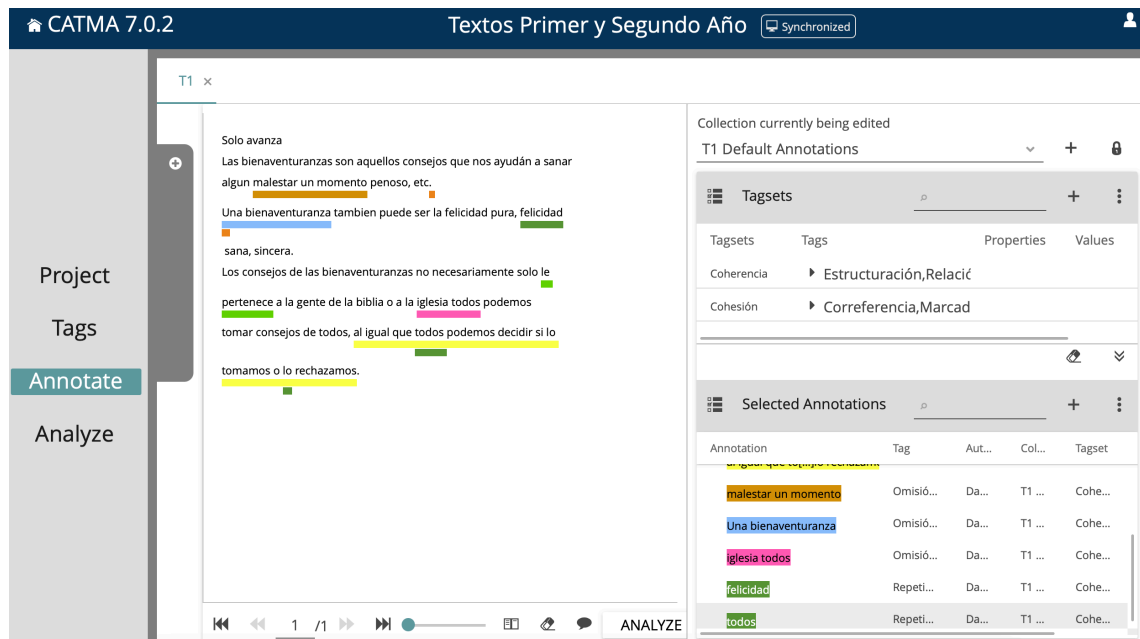 CATMA 7.0.2
Textos Primer y Segundo Año
Synchronized
Project
Tags
Annotate
Analyze
T1
Solo avanza
Las bienaventuranzas son aquellos consejos que nos ayudán a sanar
algun malestar un momento penoso, etc.
Una bienaventuranza tambien puede ser la felicidad pura, felicidad
sana, sincera.
Los consejos de las bienaventuranzas no necesariamente solo le
pertenece a la gente de la biblia o a la iglesia todos podemos
tomar consejos de todos, al igual que todos podemos decidir si lo
tomamos o lo rechazamos.
1 /1
ANALYZE
Collection currently being edited
T1 Default Annotations
Tagsets
Tagsets Tags Properties Values
Coherencia Estructuración,Relació
Cohesión Correferencia,Marcad
Selected Annotations
Annotation Tag Aut... Col... Tagset
al igual que to[...]lo rechazam
malestar un momento Omisió... Da... T1 ... Cohe...
Una bienaventuranza Omisió... Da... T1 ... Cohe...
iglesia todos Omisió... Da... T1 ... Cohe...
felicidad Repeti... Da... T1 ... Cohe...
todos Repeti... Da... T1 ... Cohe...